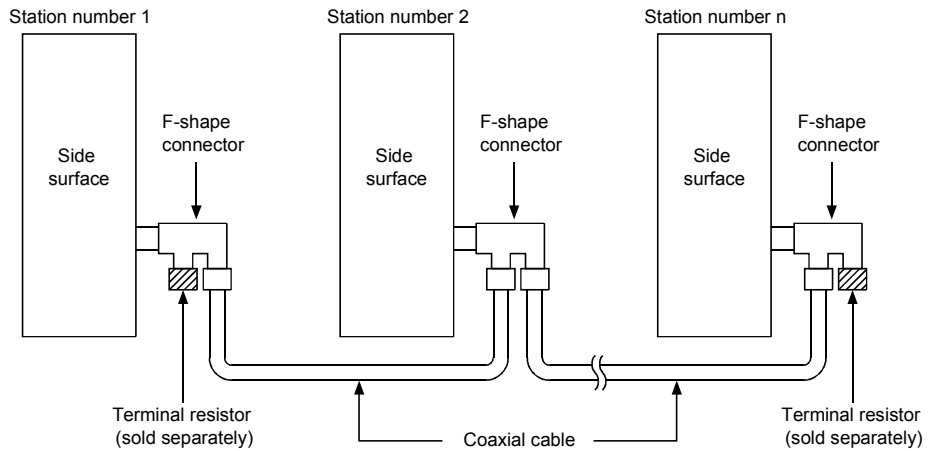 Station number 1
Station number 2
Station number n
F-shape
connector
F-shape
connector
F-shape
connector
Side
surface
Side
surface
Side
surface
Terminal resistor
(sold separately)
Coaxial cable
Terminal resistor
(sold separately)